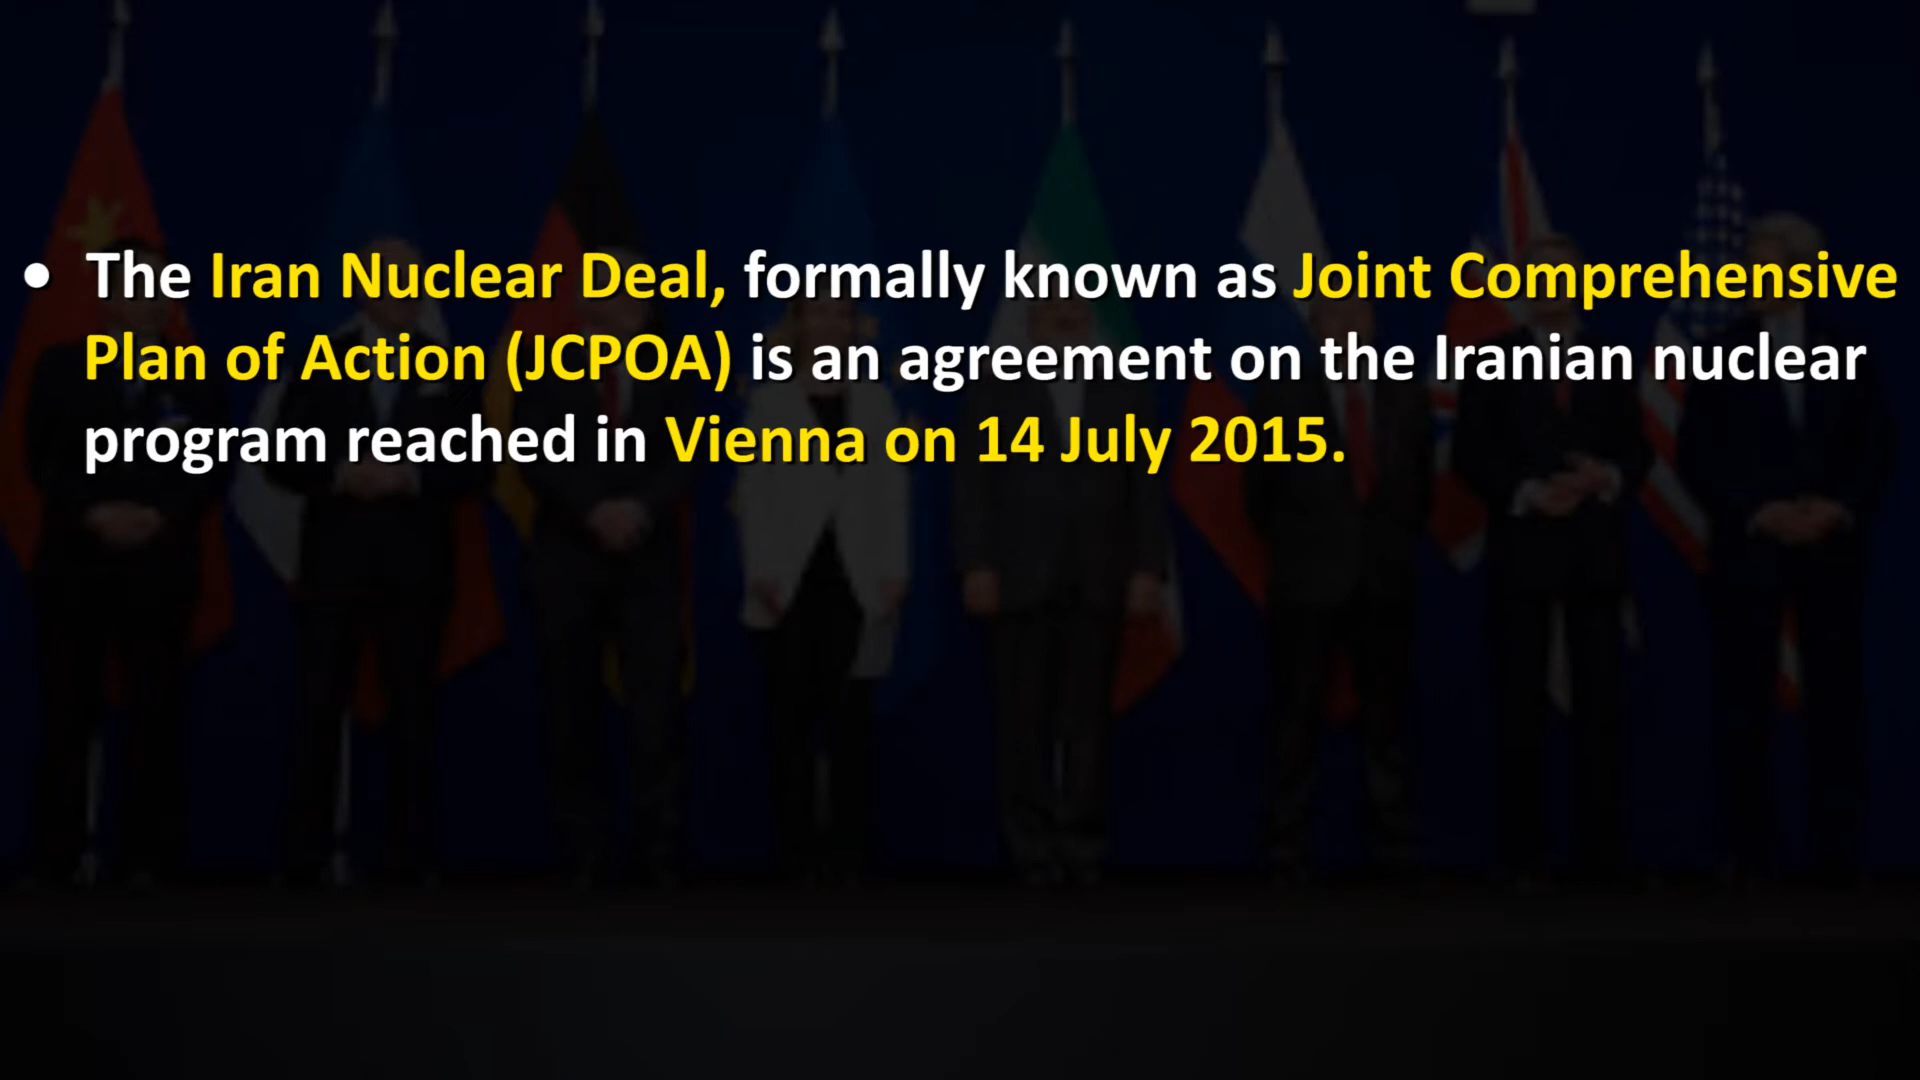 • The Iran Nuclear Deal, formally known as Joint Comprehensive
Plan of Action (JCPOA) is an agreement on the Iranian nuclear
program reached in Vienna on 14 July 2015.